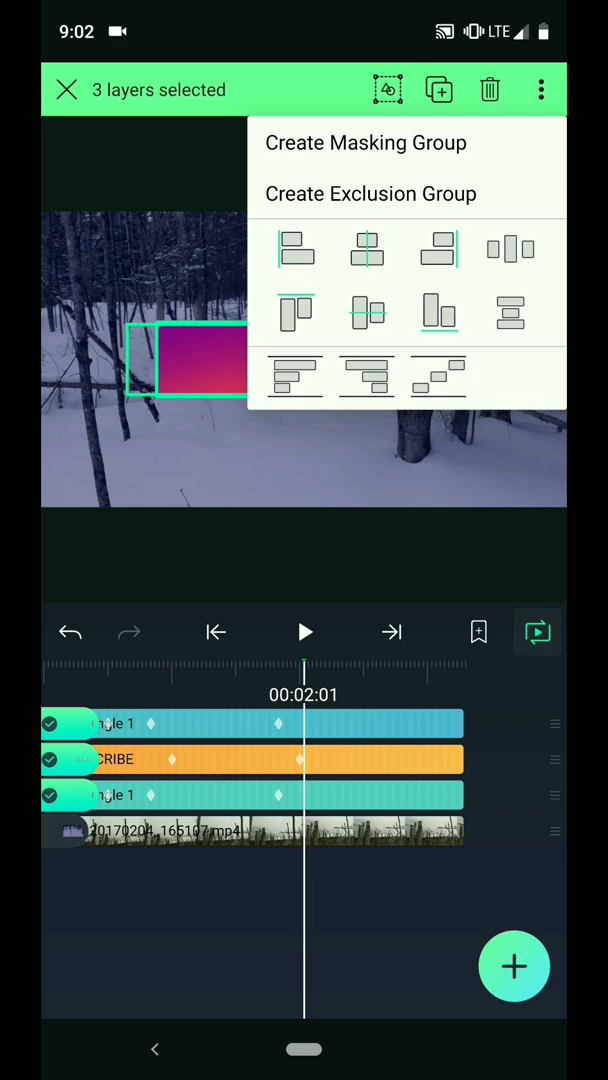 9:02
LTE
3 layers selected
Create Masking Group
Create Exclusion Group
00:02:01
ngle 1
CRIBE
ngle 1
20170204_165107.mp4